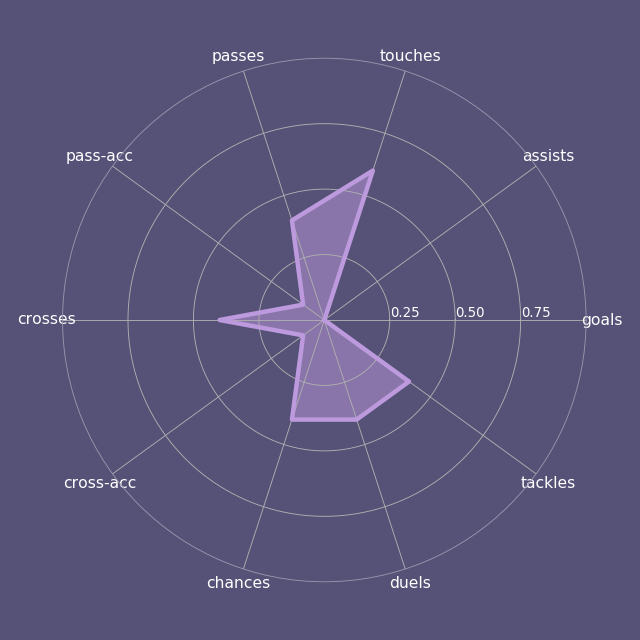 passes
touches
pass-acc
assists
crosses
0.25
0.50
0.75
goals
cross-acc
tackles
chances
duels